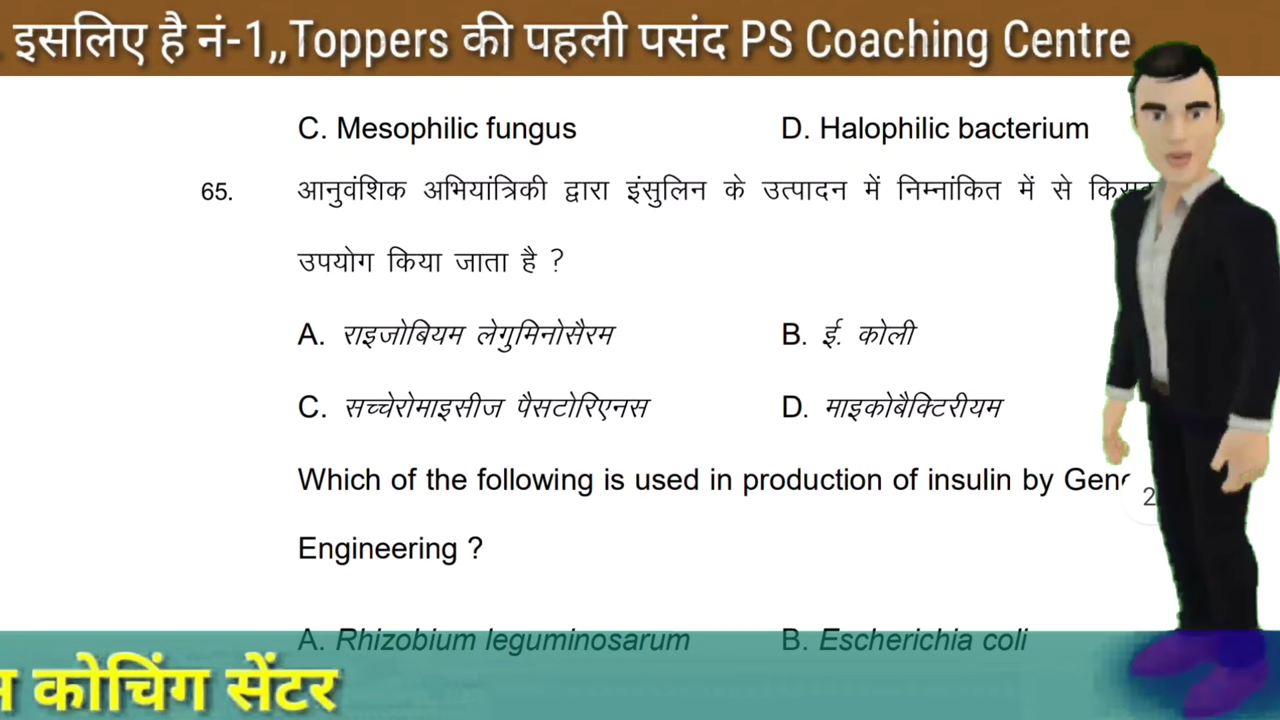 इसलिए है नं-1,,Toppers की पहली पसंद PS Coaching Centre
C. Mesophilic fungus D. Halophilic bacterium
65. आनुवंशिक अभियांत्रिकी द्वारा इंसुलिन के उत्पादन में निम्नांकित में से
उपयोग किया जाता है ?
A. राइजोबियम लेगुमिनोसैरम B. ई. कोली
C. सच्चेरोमाइसीज पैसटोरिएनस D. माइकोबैक्टिरीयम
Which of the following is used in production of insulin by
2
Engineering ?
A. Rhizobium leguminosarum B. Escherichia coli
कोचिंग सेंटर